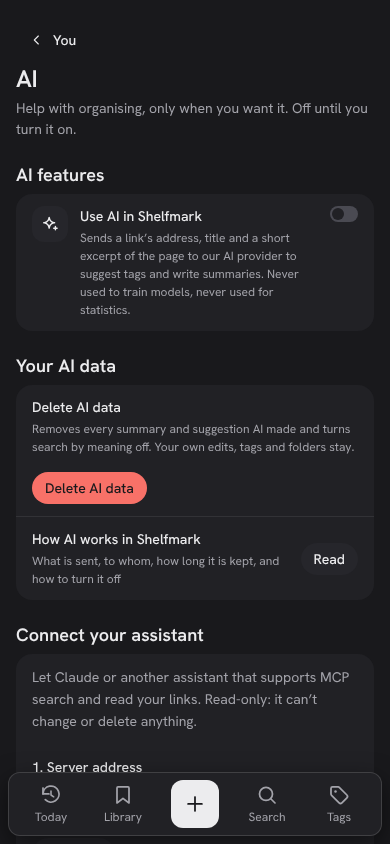 You
AI
Help with organising, only when you want it. Off until you
turn it on.
AI features
Use AI in Shelfmark
Sends a link’s address, title and a short
excerpt of the page to our AI provider to
suggest tags and write summaries. Never
used to train models, never used for
statistics.
Your AI data
Delete AI data
Removes every summary and suggestion AI made and turns
search by meaning off. Your own edits, tags and folders stay.
Delete AI data
How AI works in Shelfmark
What is sent, to whom, how long it is kept, and
how to turn it off
Read
Connect your assistant
Let Claude or another assistant that supports MCP
search and read your links. Read-only: it can’t
change or delete anything.
1. Server address
Today
Library
Search
Tags